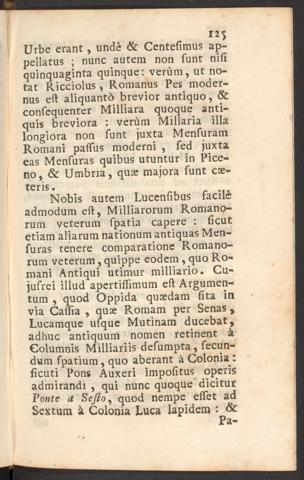 125
Urbe erant, undè & Centesimus ap-
pellatus; nunc autem non sunt nisi
quinquaginta quinque: verùm, ut no-
tat Ricciolus, Romanus Pes moder-
nus est aliquantò brevior antiquo, &
consequenter Milliara quoque anti-
quis breviora: verùm Millaria illa
longiora non sunt juxta Mensuram
Romani passus moderni, sed juxta
eas Mensuras quibus utuntur in Pice-
no, & Umbria, quæ majora sunt cæ-
teris.
Nobis autem Lucensibus facilè
admodum est, Milliarorum Romano-
rum veterum spatia capere: sicut
etiam aliarum nationum antiquas Men-
suras tenere comparatione Romano-
rum veterum, quippe eodem, quo Ro-
mani Antiqui utimur milliario. Cu-
jusrei illud apertissimum est Argumen-
tum, quod Oppida quædam sita in
via Cassia, quæ Romam per Senas,
Lucamque usque Mutinam ducebat,
adhuc antiquum nomen retinent à
Columnis Milliariis desumpta, secun-
dum spatium, quo aberant à Colonia:
sicuti Pons Auxeri impositus operis
admirandi, qui nunc quoque dicitur
Ponte a Sesto, quod nempe esset ad
Sextum à Colonia Luca lapidem: &
Pa-